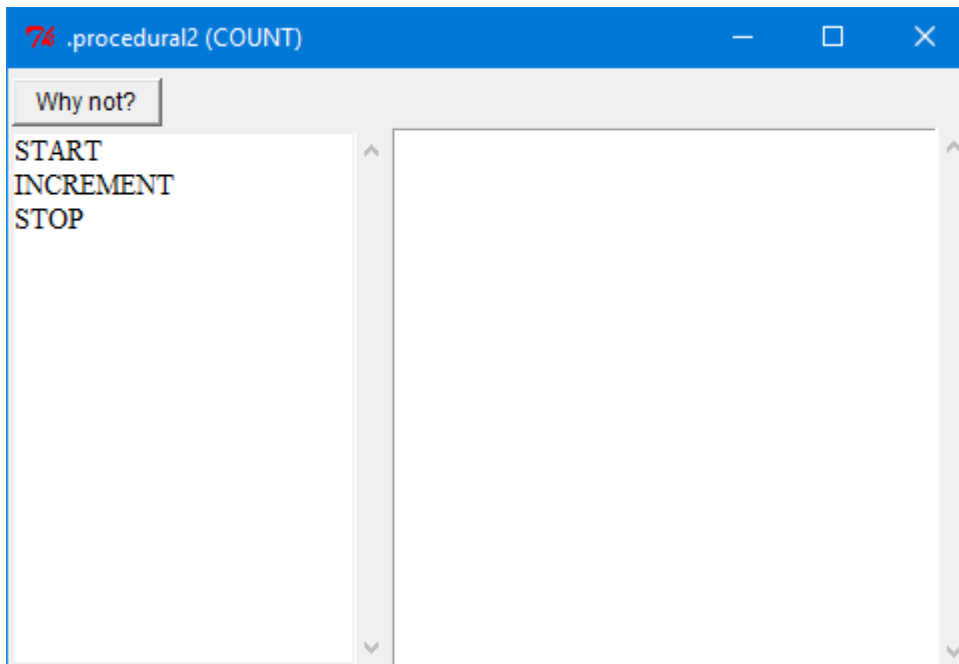 .procedural2 (COUNT)
Why not?
START
INCREMENT
STOP